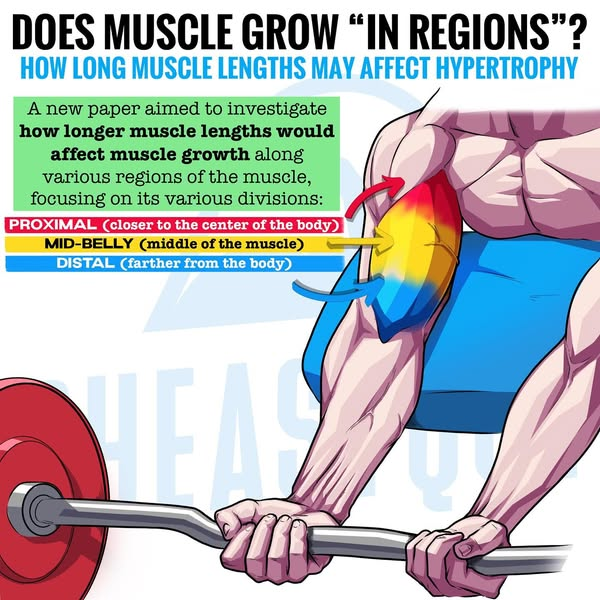 DOES MUSCLE GROW “IN REGIONS”?
HOW LONG MUSCLE LENGTHS MAY AFFECT HYPERTROPHY
A new paper aimed to investigate
how longer muscle lengths would
affect muscle growth along
various regions of the muscle,
focusing on its various divisions:
PROXIMAL (closer to the center of the body)
MID-BELLY (middle of the muscle)
DISTAL (farther from the body)